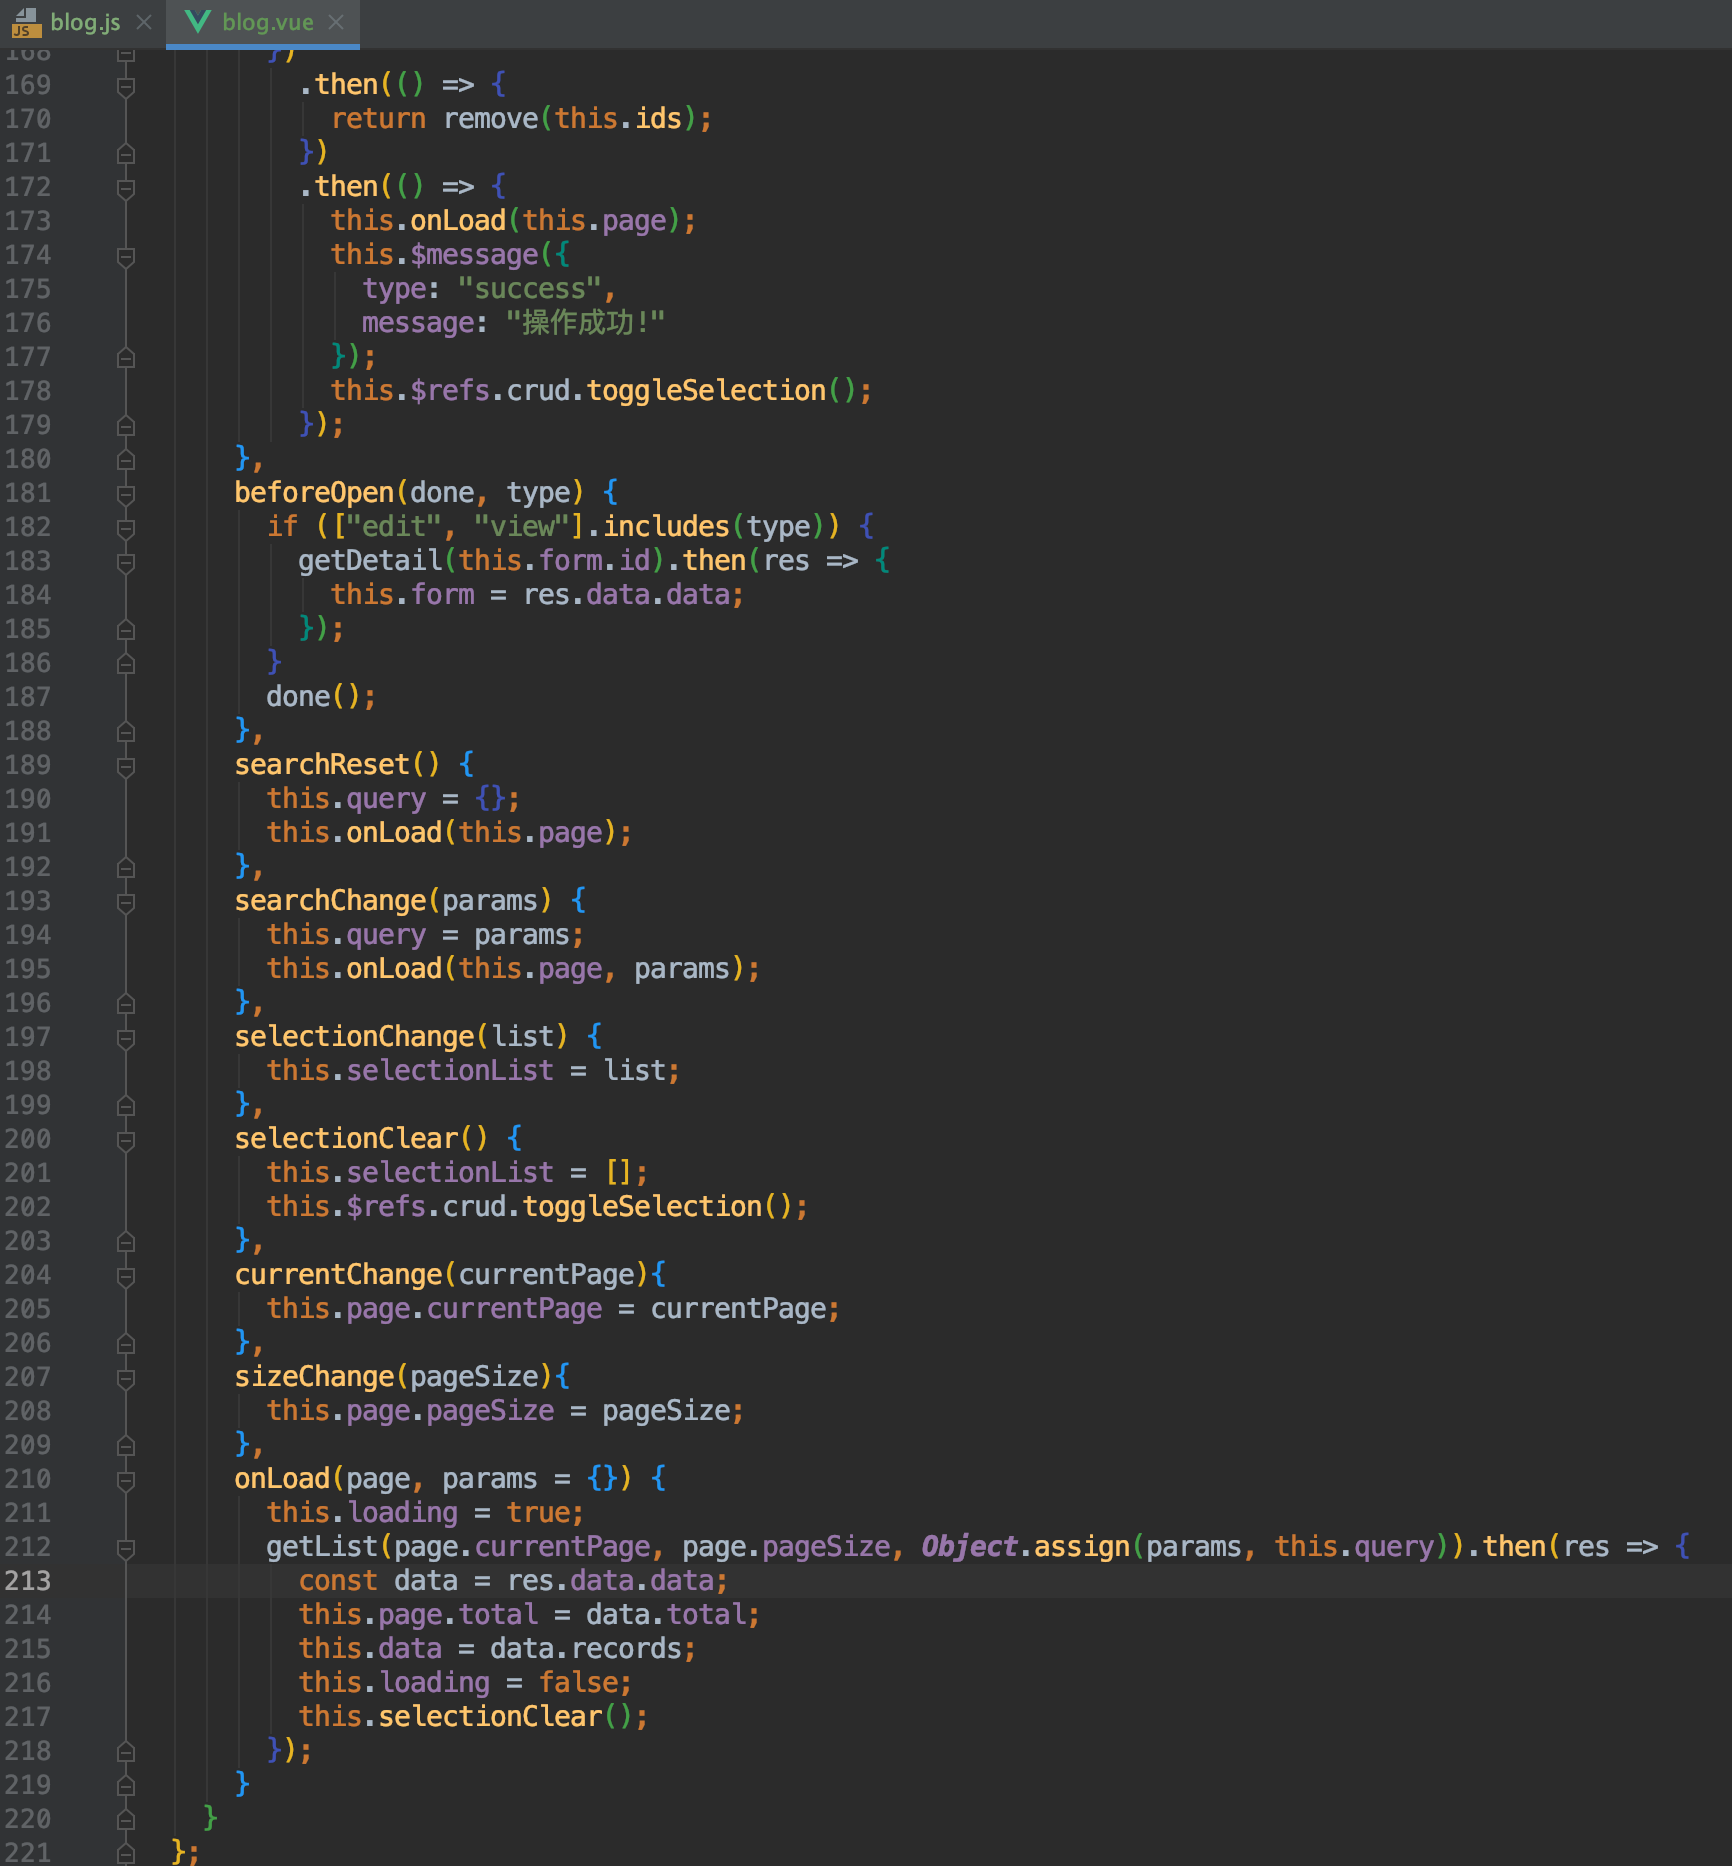 blog.js
blog.vue
168 })
169 .then(() => {
170 return remove(this.ids);
171 })
172 .then(() => {
173 this.onLoad(this.page);
174 this.$message({
175 type: "success",
176 message: "操作成功!"
177 });
178 this.$refs.crud.toggleSelection();
179 });
180 },
181 beforeOpen(done, type) {
182 if (["edit", "view"].includes(type)) {
183 getDetail(this.form.id).then(res => {
184 this.form = res.data.data;
185 });
186 }
187 done();
188 },
189 searchReset() {
190 this.query = {};
191 this.onLoad(this.page);
192 },
193 searchChange(params) {
194 this.query = params;
195 this.onLoad(this.page, params);
196 },
197 selectionChange(list) {
198 this.selectionList = list;
199 },
200 selectionClear() {
201 this.selectionList = [];
202 this.$refs.crud.toggleSelection();
203 },
204 currentChange(currentPage){
205 this.page.currentPage = currentPage;
206 },
207 sizeChange(pageSize){
208 this.page.pageSize = pageSize;
209 },
210 onLoad(page, params = {}) {
211 this.loading = true;
212 getList(page.currentPage, page.pageSize, Object.assign(params, this.query)).then(res => {
213 const data = res.data.data;
214 this.page.total = data.total;
215 this.data = data.records;
216 this.loading = false;
217 this.selectionClear();
218 });
219 }
220 }
221 };